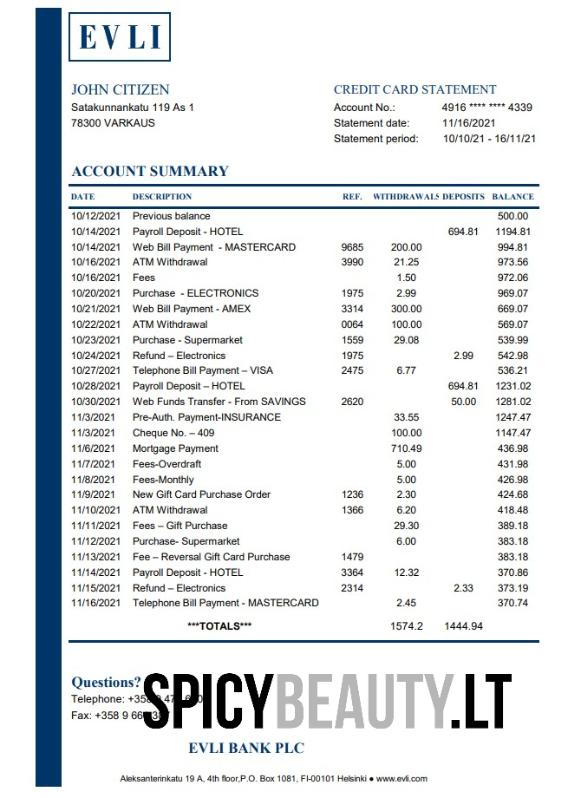 EVLI
JOHN CITIZEN
Satakunnankatu 119 As 1
78300 VARKAUS
CREDIT CARD STATEMENT
Account No.: 4916 **** **** 4339
Statement date: 11/16/2021
Statement period: 10/10/21 - 16/11/21
ACCOUNT SUMMARY
DATE DESCRIPTION REF. WITHDRAWALS DEPOSITS BALANCE
10/12/2021 Previous balance 500.00
10/14/2021 Payroll Deposit - HOTEL 694.81 1194.81
10/14/2021 Web Bill Payment - MASTERCARD 9685 200.00 994.81
10/16/2021 ATM Withdrawal 3990 21.25 973.56
10/16/2021 Fees 1.50 972.06
10/20/2021 Purchase - ELECTRONICS 1975 2.99 969.07
10/21/2021 Web Bill Payment - AMEX 3314 300.00 669.07
10/22/2021 ATM Withdrawal 0064 100.00 569.07
10/23/2021 Purchase - Supermarket 1559 29.08 539.99
10/24/2021 Refund – Electronics 1975 2.99 542.98
10/27/2021 Telephone Bill Payment – VISA 2475 6.77 536.21
10/28/2021 Payroll Deposit – HOTEL 694.81 1231.02
10/30/2021 Web Funds Transfer - From SAVINGS 2620 50.00 1281.02
11/3/2021 Pre-Auth. Payment-INSURANCE 33.55 1247.47
11/3/2021 Cheque No. – 409 100.00 1147.47
11/6/2021 Mortgage Payment 710.49 436.98
11/7/2021 Fees-Overdraft 5.00 431.98
11/8/2021 Fees-Monthly 5.00 426.98
11/9/2021 New Gift Card Purchase Order 1236 2.30 424.68
11/10/2021 ATM Withdrawal 1366 6.20 418.48
11/11/2021 Fees – Gift Purchase 29.30 389.18
11/12/2021 Purchase- Supermarket 6.00 383.18
11/13/2021 Fee – Reversal Gift Card Purchase 1479 383.18
11/14/2021 Payroll Deposit - HOTEL 3364 12.32 370.86
11/15/2021 Refund – Electronics 2314 2.33 373.19
11/16/2021 Telephone Bill Payment - MASTERCARD 2.45 370.74
***TOTALS*** 1574.2 1444.94
Questions?
Telephone:
Fax: +358 9
SPICYBEAUTY.LT
EVLI BANK PLC
Aleksanterinkatu 19 A, 4th floor,P.O. Box 1081, FI-00101 Helsinki ● www.evli.com